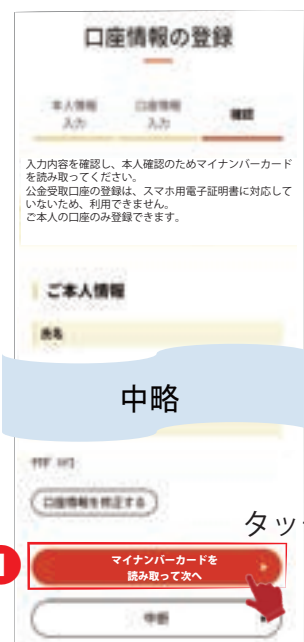 口座情報の登録
本人情報
入力
口座情報
入力
確認
入力内容を確認し、本人確認のためマイナンバーカード
を読み取ってください。
公金受取口座の登録は、スマホ用電子証明書に対応して
いないため、利用できません。
ご本人の口座のみ登録できます。
ご本人情報
氏名
中略
口座情報を修正する
タッ
マイナンバーカードを
読み取って次へ
中断